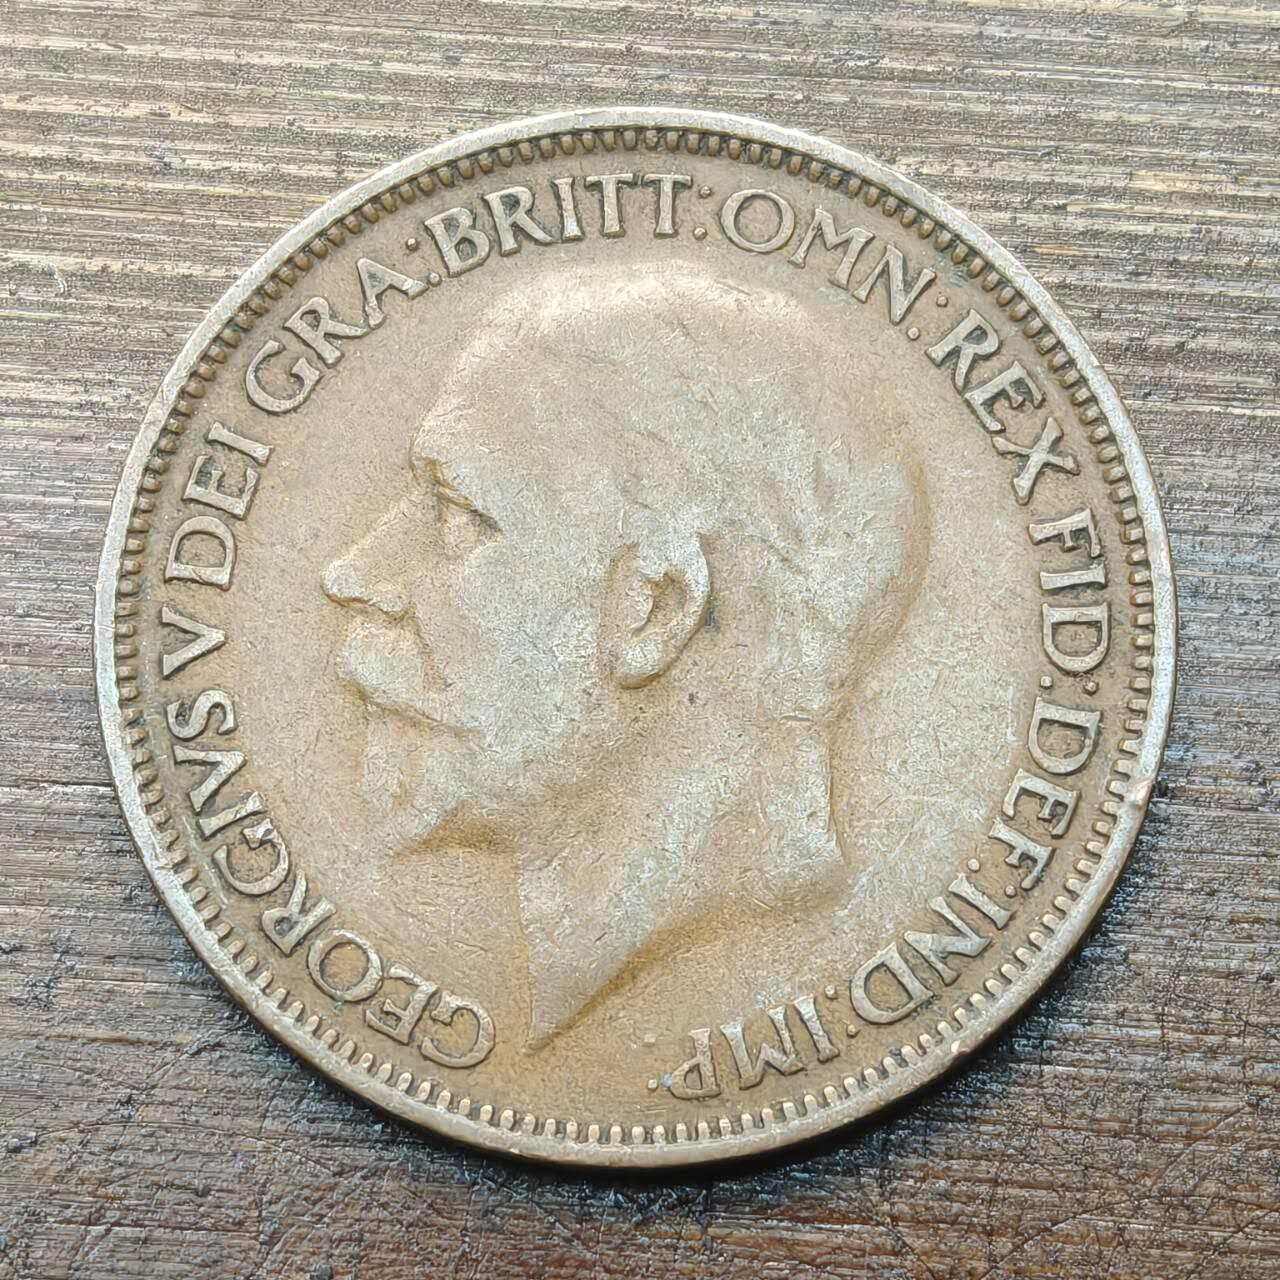 GEORGIVS V DEI GRA: BRITT: OMN: REX FID: DEF: IND: IMP.